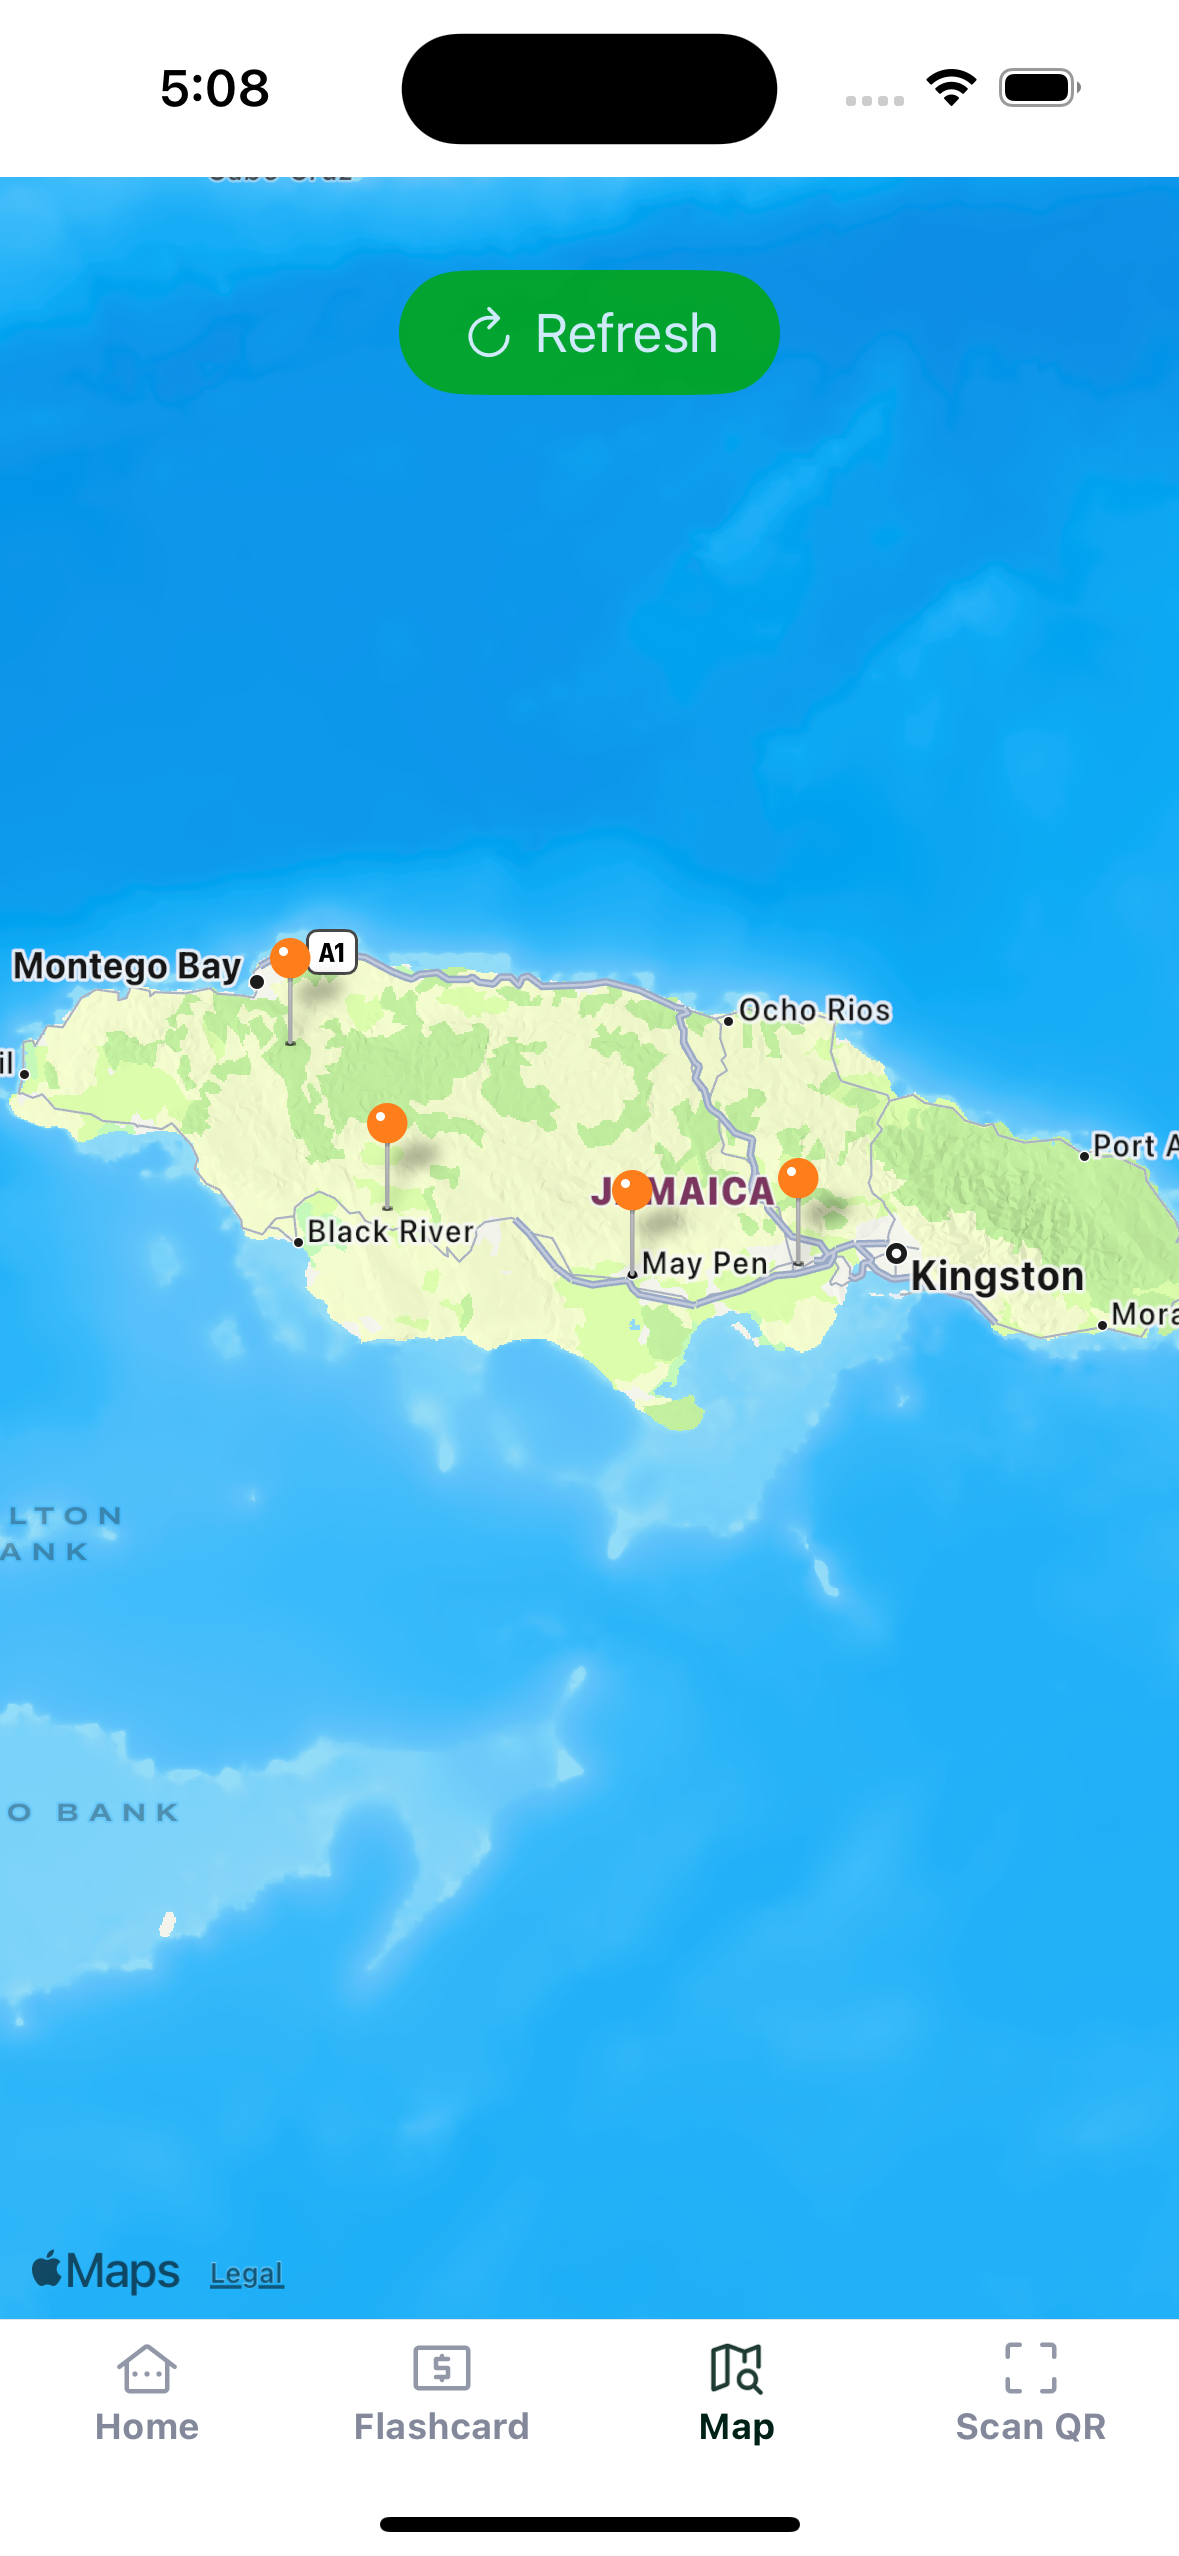 5:08
Refresh
Montego Bay
A1
Ocho Rios
il
Port A
JAMAICA
Black River
May Pen
Kingston
Mora
LTON
ANK
O BANK
Maps
Legal
Home
Flashcard
Map
Scan QR